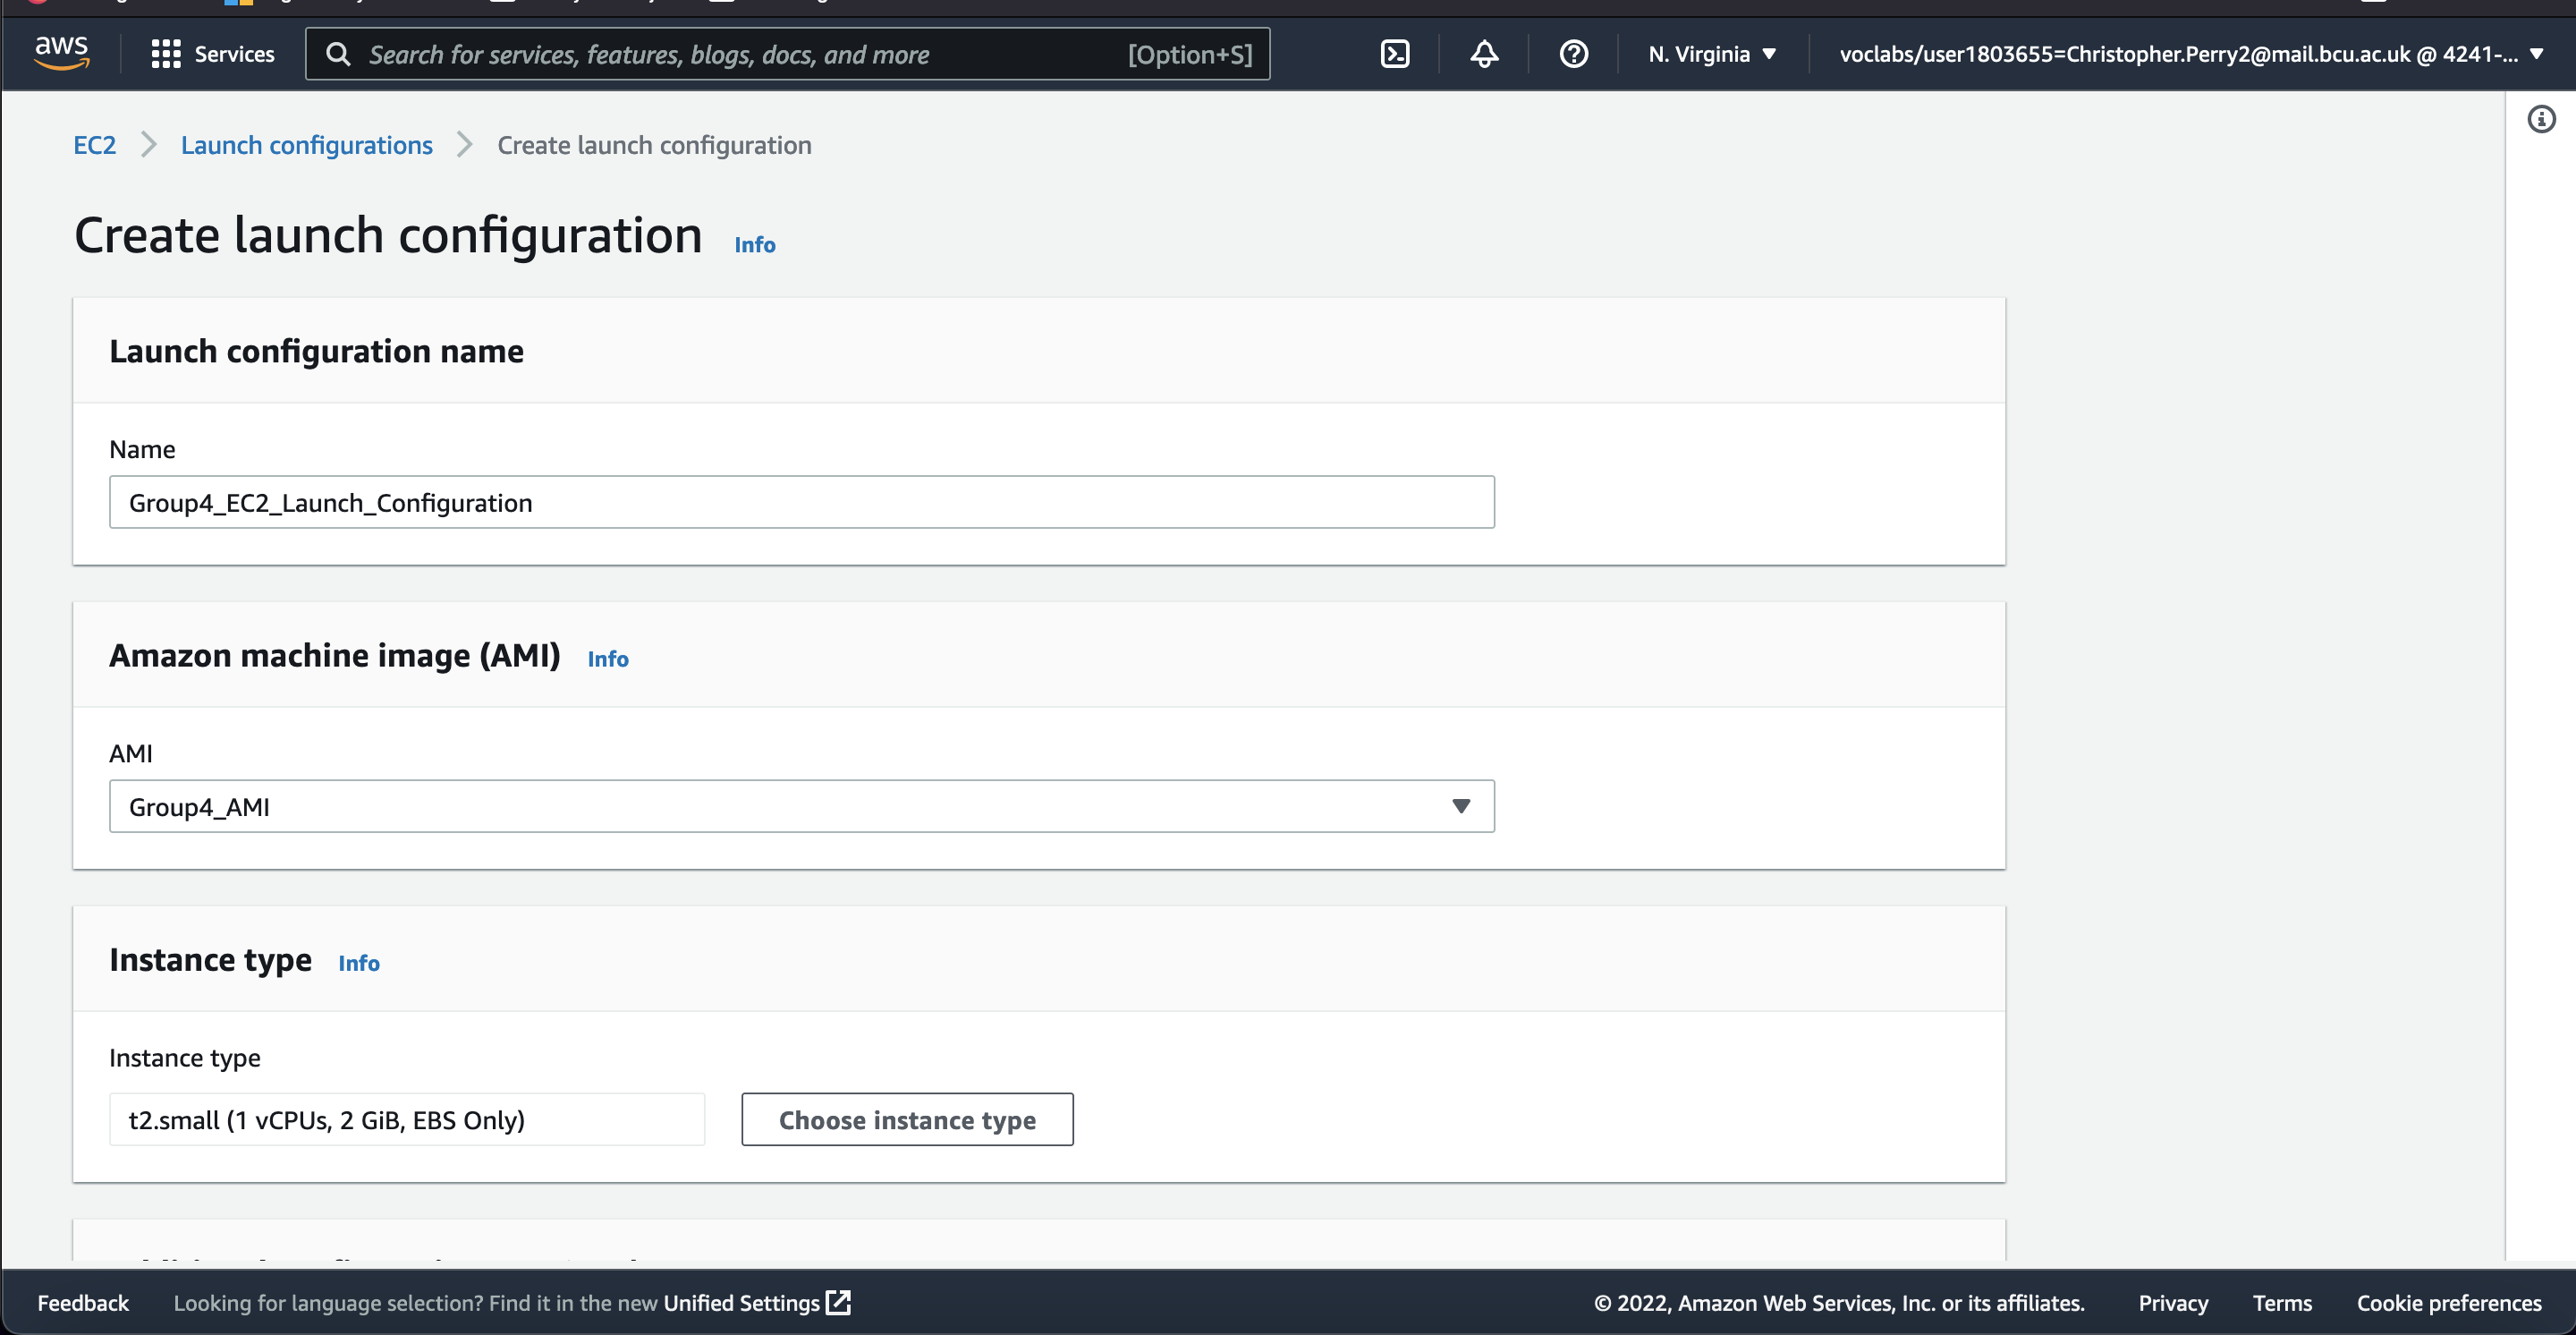 aws
Services
Search for services, features, blogs, docs, and more [Option+S]
N. Virginia
voclabs/user1803655=Christopher.Perry2@mail.bcu.ac.uk @ 4241-...
EC2 Launch configurations Create launch configuration
Create launch configuration Info
Launch configuration name
Name
Group4_EC2_Launch_Configuration
Amazon machine image (AMI) Info
AMI
Group4_AMI
Instance type Info
Instance type
t2.small (1 vCPUs, 2 GiB, EBS Only)
Choose instance type
Feedback
Looking for language selection? Find it in the new Unified Settings
© 2022, Amazon Web Services, Inc. or its affiliates.
Privacy
Terms
Cookie preferences